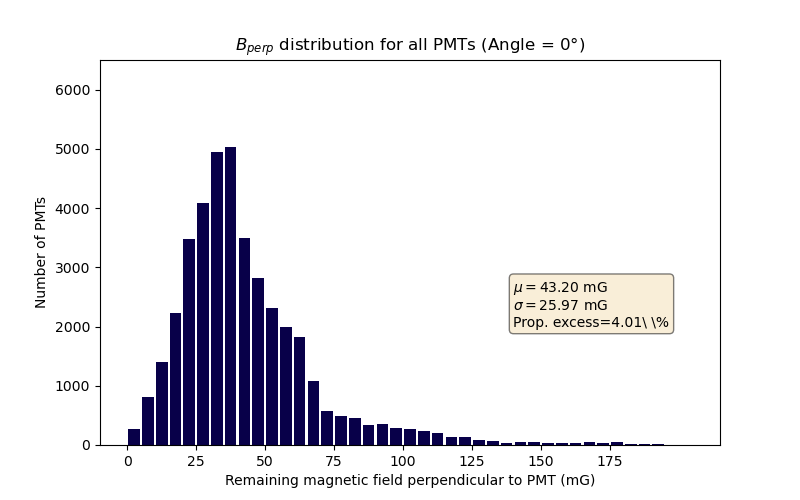 B_perp distribution for all PMTs (Angle = 0°)
6000
5000
4000
3000
2000
1000
0
Number of PMTs
μ = 43.20 mG
σ = 25.97 mG
Prop. excess=4.01\ \%
0 25 50 75 100 125 150 175
Remaining magnetic field perpendicular to PMT (mG)